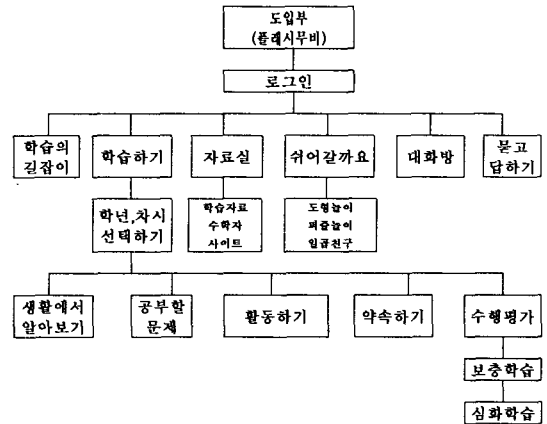 도입부
(플래시무비)
로그인
학습의
길잡이
학습하기
자료실
쉬어갈까요
대화방
묻고
답하기
학년,차시
선택하기
학습자료
수학자
사이트
도형놀이
퍼즐놀이
일곱친구
생활에서
알아보기
공부할
문제
활동하기
약속하기
수행평가
보충학습
심화학습